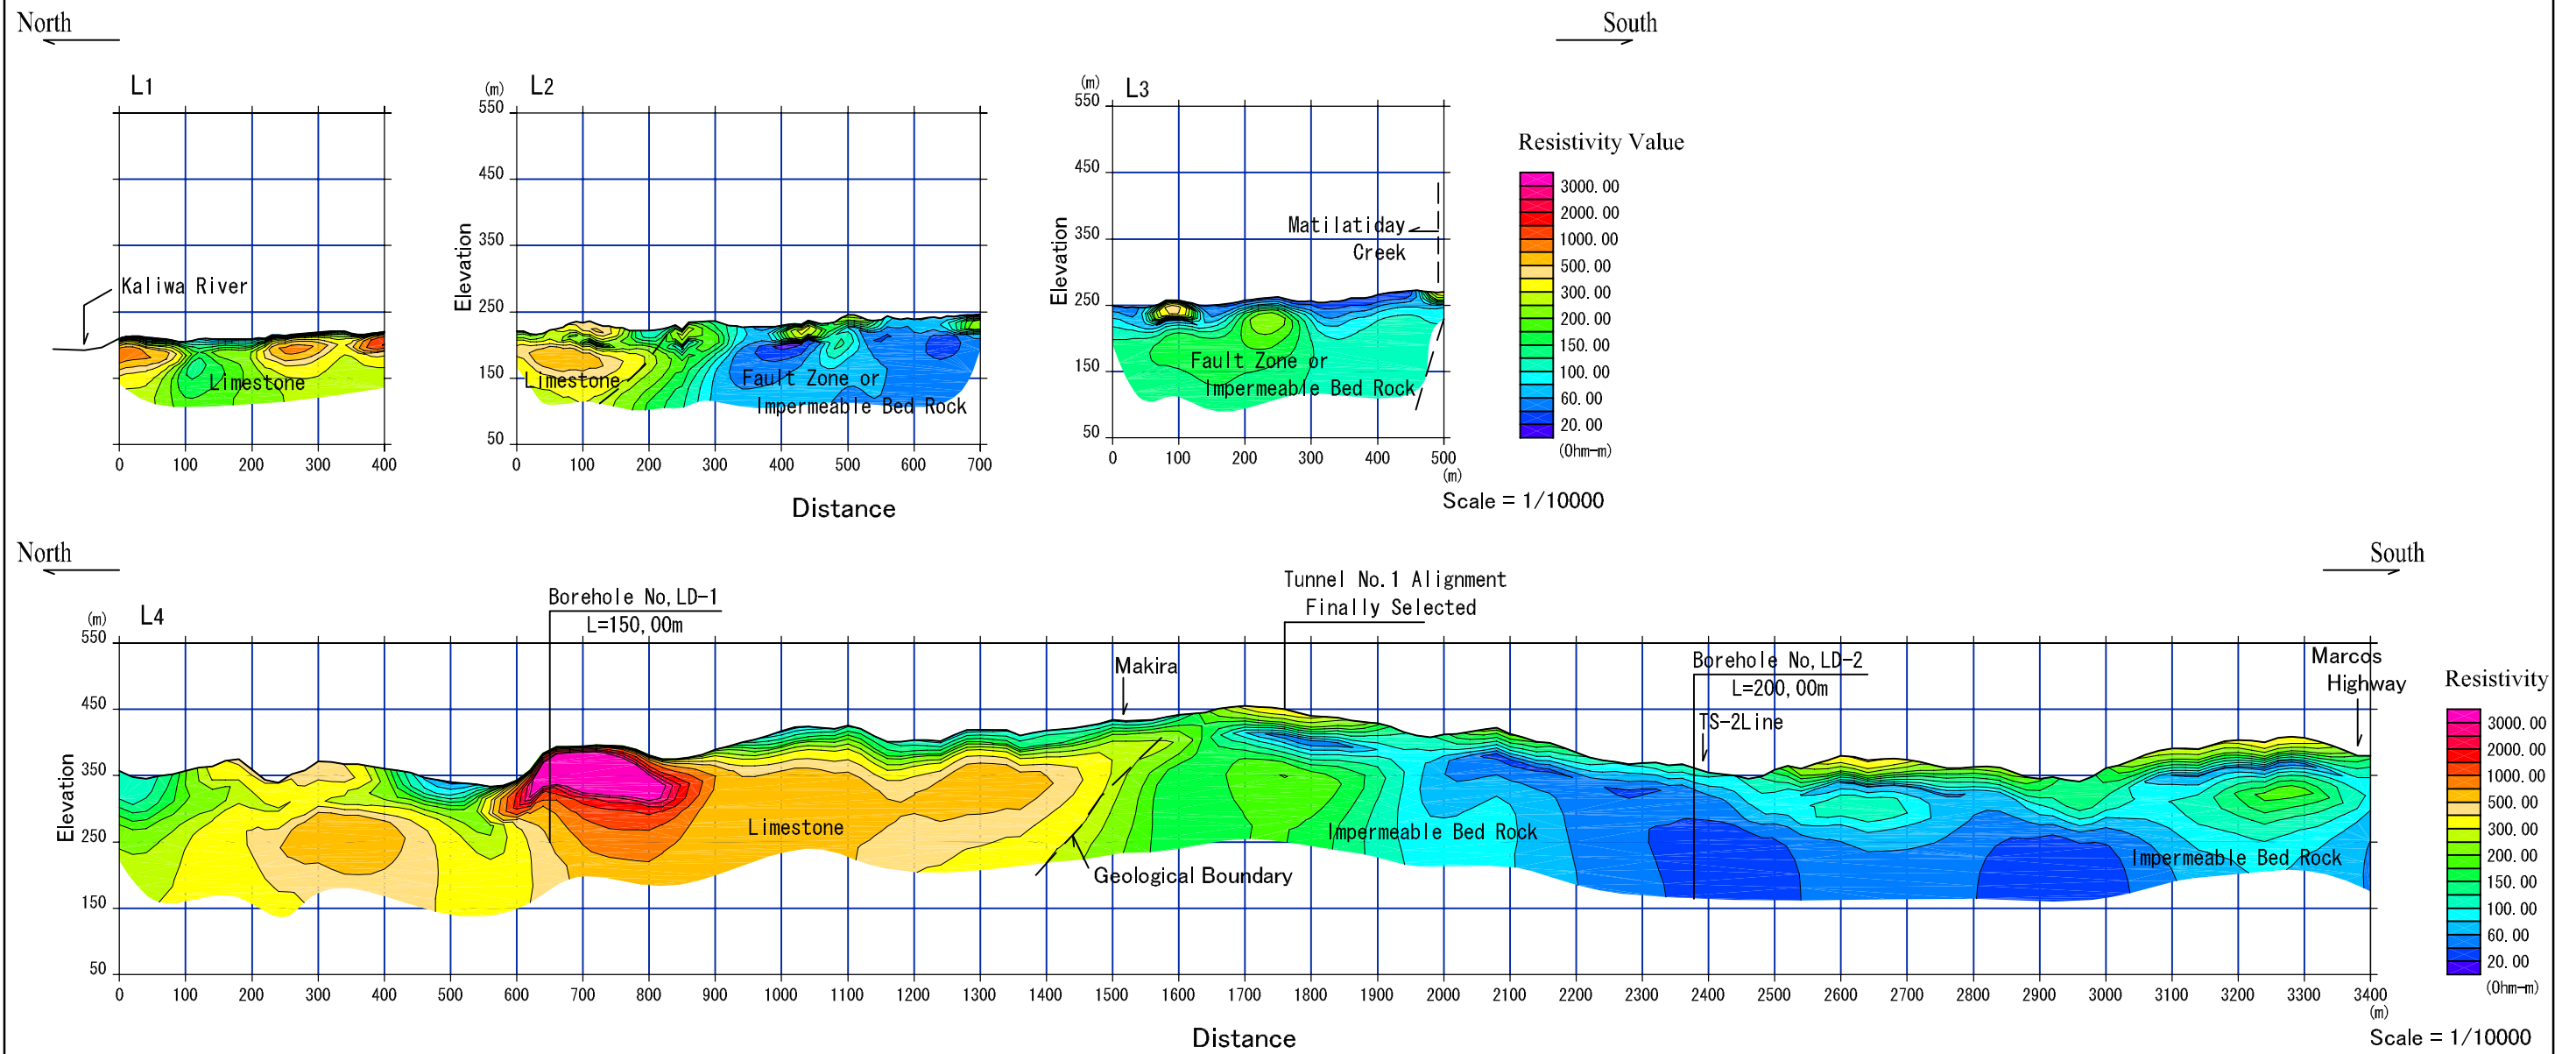 North
South
L1
(m)
L2
(m)
L3
550
550
Resistivity Value
450
450
3000.00
2000.00
1000.00
500.00
300.00
200.00
150.00
100.00
60.00
20.00
(Ohm-m)
Elevation
350
Elevation
350
Matilatiday
Creek
Kaliwa River
250
250
Limestone
150
Limestone
Fault Zone or
Impermeable Bed Rock
150
Fault Zone or
Impermeable Bed Rock
50
50
0 100 200 300 400
0 100 200 300 400 500 600 700
0 100 200 300 400 500
(m)
Distance
Scale = 1/10000
North
South
L4
(m)
Borehole No,LD-1
L=150,00m
Tunnel No.1 Alignment
Finally Selected
550
Makira
Borehole No,LD-2
L=200,00m
TS-2Line
Marcos
Highway
Resistivity
450
3000.00
2000.00
1000.00
500.00
300.00
200.00
150.00
100.00
60.00
20.00
(Ohm-m)
350
Elevation
Limestone
Impermeable Bed Rock
Impermeable Bed Rock
250
Geological Boundary
150
50
0 100 200 300 400 500 600 700 800 900 1000 1100 1200 1300 1400 1500 1600 1700 1800 1900 2000 2100 2200 2300 2400 2500 2600 2700 2800 2900 3000 3100 3200 3300 3400
(m)
Distance
Scale = 1/10000